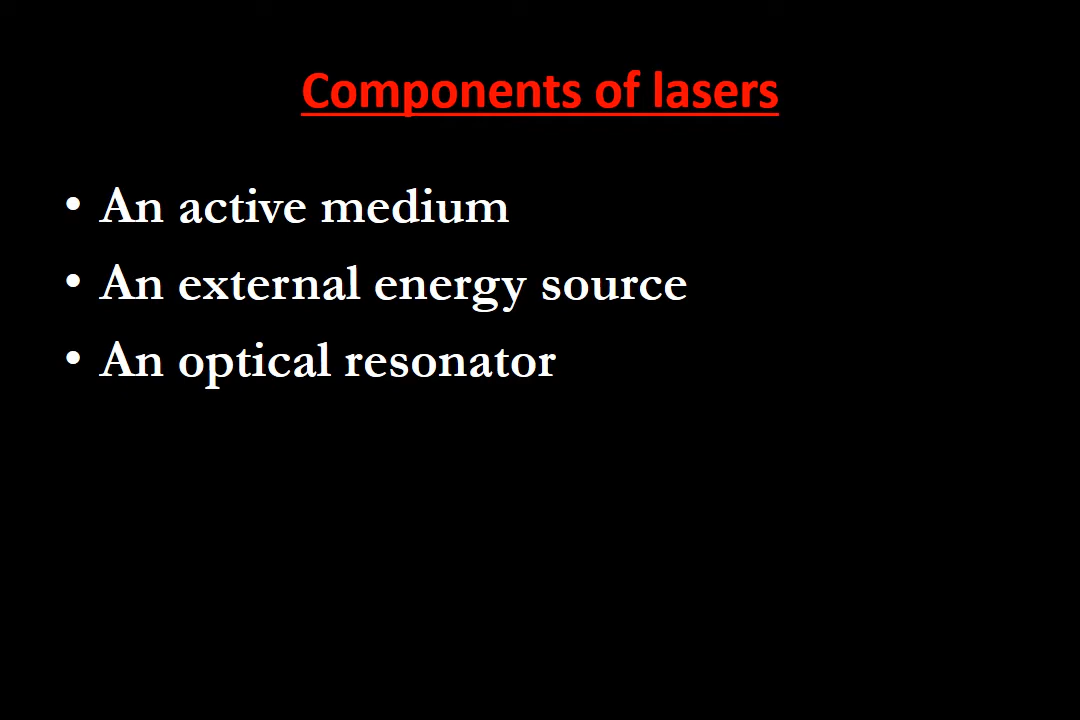 Components of lasers
• An active medium
• An external energy source
• An optical resonator